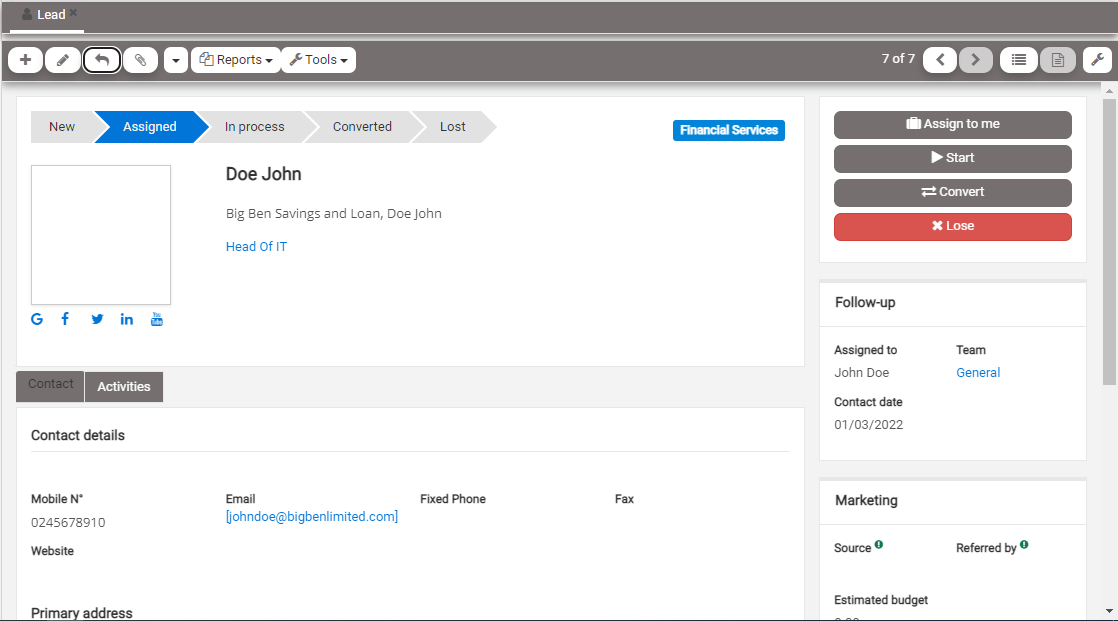 Lead
Reports Tools 7 of 7
New Assigned In process Converted Lost Financial Services
Doe John
Big Ben Savings and Loan, Doe John
Head Of IT
Contact Activities
Contact details
Mobile N° Email Fixed Phone Fax
0245678910 [johndoe@bigbenlimited.com]
Website
Primary address
Assign to me
Start
Convert
Lose
Follow-up
Assigned to Team
John Doe General
Contact date
01/03/2022
Marketing
Source Referred by
Estimated budget